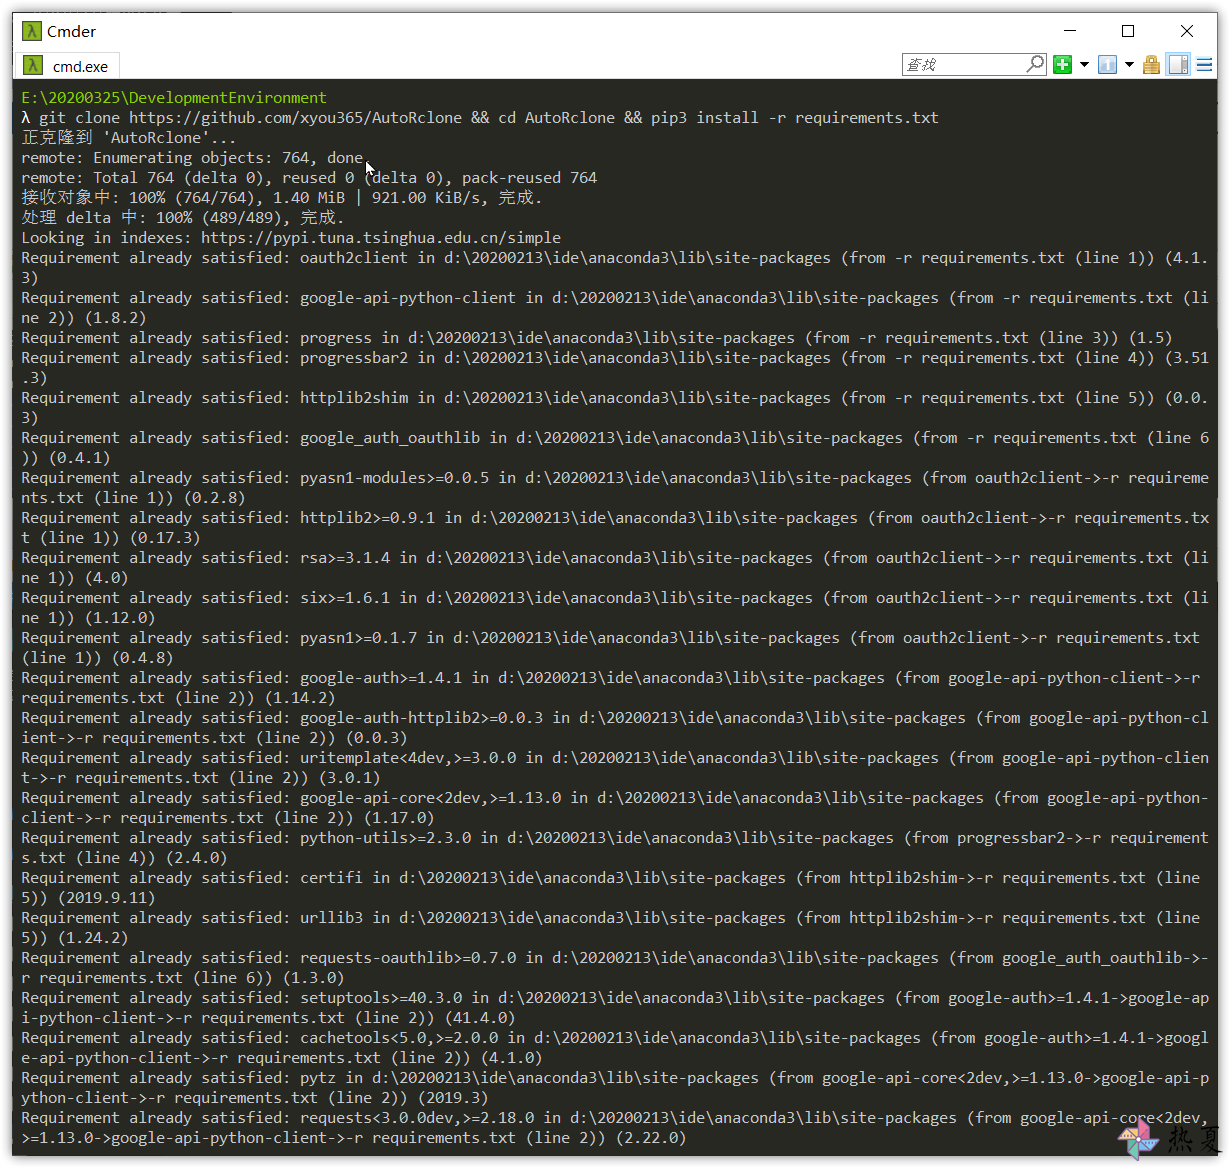 Cmder
cmd.exe
查找
E:\20200325\DevelopmentEnvironment
λ git clone https://github.com/xyou365/AutoRclone && cd AutoRclone && pip3 install -r requirements.txt
正克隆到 'AutoRclone'...
remote: Enumerating objects: 764, done.
remote: Total 764 (delta 0), reused 0 (delta 0), pack-reused 764
接收对象中: 100% (764/764), 1.40 MiB | 921.00 KiB/s, 完成.
处理 delta 中: 100% (489/489), 完成.
Looking in indexes: https://pypi.tuna.tsinghua.edu.cn/simple
Requirement already satisfied: oauth2client in d:\20200213\ide\anaconda3\lib\site-packages (from -r requirements.txt (line 1)) (4.1.
3)
Requirement already satisfied: google-api-python-client in d:\20200213\ide\anaconda3\lib\site-packages (from -r requirements.txt (li
ne 2)) (1.8.2)
Requirement already satisfied: progress in d:\20200213\ide\anaconda3\lib\site-packages (from -r requirements.txt (line 3)) (1.5)
Requirement already satisfied: progressbar2 in d:\20200213\ide\anaconda3\lib\site-packages (from -r requirements.txt (line 4)) (3.51
.3)
Requirement already satisfied: httplib2shim in d:\20200213\ide\anaconda3\lib\site-packages (from -r requirements.txt (line 5)) (0.0.
3)
Requirement already satisfied: google_auth_oauthlib in d:\20200213\ide\anaconda3\lib\site-packages (from -r requirements.txt (line 6
)) (0.4.1)
Requirement already satisfied: pyasn1-modules>=0.0.5 in d:\20200213\ide\anaconda3\lib\site-packages (from oauth2client->-r requireme
nts.txt (line 1)) (0.2.8)
Requirement already satisfied: httplib2>=0.9.1 in d:\20200213\ide\anaconda3\lib\site-packages (from oauth2client->-r requirements.tx
t (line 1)) (0.17.3)
Requirement already satisfied: rsa>=3.1.4 in d:\20200213\ide\anaconda3\lib\site-packages (from oauth2client->-r requirements.txt (li
ne 1)) (4.0)
Requirement already satisfied: six>=1.6.1 in d:\20200213\ide\anaconda3\lib\site-packages (from oauth2client->-r requirements.txt (li
ne 1)) (1.12.0)
Requirement already satisfied: pyasn1>=0.1.7 in d:\20200213\ide\anaconda3\lib\site-packages (from oauth2client->-r requirements.txt
(line 1)) (0.4.8)
Requirement already satisfied: google-auth>=1.4.1 in d:\20200213\ide\anaconda3\lib\site-packages (from google-api-python-client->-r
requirements.txt (line 2)) (1.14.2)
Requirement already satisfied: google-auth-httplib2>=0.0.3 in d:\20200213\ide\anaconda3\lib\site-packages (from google-api-python-cl
ient->-r requirements.txt (line 2)) (0.0.3)
Requirement already satisfied: uritemplate<4dev,>=3.0.0 in d:\20200213\ide\anaconda3\lib\site-packages (from google-api-python-clien
t->-r requirements.txt (line 2)) (3.0.1)
Requirement already satisfied: google-api-core<2dev,>=1.13.0 in d:\20200213\ide\anaconda3\lib\site-packages (from google-api-python-
client->-r requirements.txt (line 2)) (1.17.0)
Requirement already satisfied: python-utils>=2.3.0 in d:\20200213\ide\anaconda3\lib\site-packages (from progressbar2->-r requirement
s.txt (line 4)) (2.4.0)
Requirement already satisfied: certifi in d:\20200213\ide\anaconda3\lib\site-packages (from httplib2shim->-r requirements.txt (line
5)) (2019.9.11)
Requirement already satisfied: urllib3 in d:\20200213\ide\anaconda3\lib\site-packages (from httplib2shim->-r requirements.txt (line
5)) (1.24.2)
Requirement already satisfied: requests-oauthlib>=0.7.0 in d:\20200213\ide\anaconda3\lib\site-packages (from google_auth_oauthlib->-
r requirements.txt (line 6)) (1.3.0)
Requirement already satisfied: setuptools>=40.3.0 in d:\20200213\ide\anaconda3\lib\site-packages (from google-auth>=1.4.1->google-ap
i-python-client->-r requirements.txt (line 2)) (41.4.0)
Requirement already satisfied: cachetools<5.0,>=2.0.0 in d:\20200213\ide\anaconda3\lib\site-packages (from google-auth>=1.4.1->googl
e-api-python-client->-r requirements.txt (line 2)) (4.1.0)
Requirement already satisfied: pytz in d:\20200213\ide\anaconda3\lib\site-packages (from google-api-core<2dev,>=1.13.0->google-api-p
ython-client->-r requirements.txt (line 2)) (2019.3)
Requirement already satisfied: requests<3.0.0dev,>=2.18.0 in d:\20200213\ide\anaconda3\lib\site-packages (from google-api-core<2dev,
>=1.13.0->google-api-python-client->-r requirements.txt (line 2)) (2.22.0)
热夏